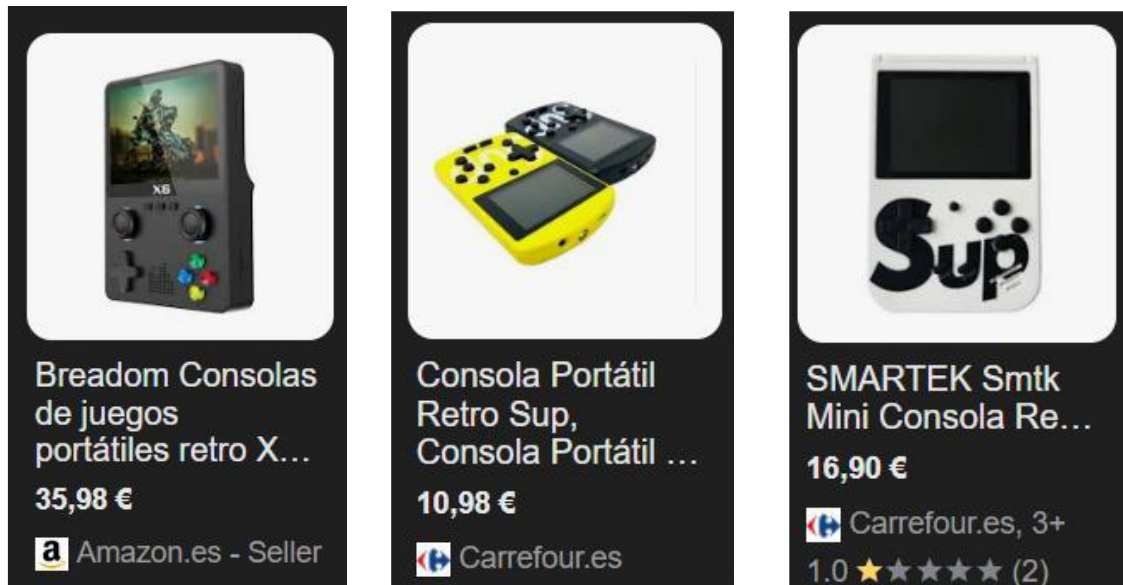 X6
Breadom Consolas
de juegos
portátiles retro X...
35,98 €
a Amazon.es - Seller
Consola Portátil
Retro Sup,
Consola Portátil ...
10,98 €
Carrefour.es
Sup
SMARTEK Smtk
Mini Consola Re...
16,90 €
Carrefour.es, 3+
1.0 ★★★★★ (2)